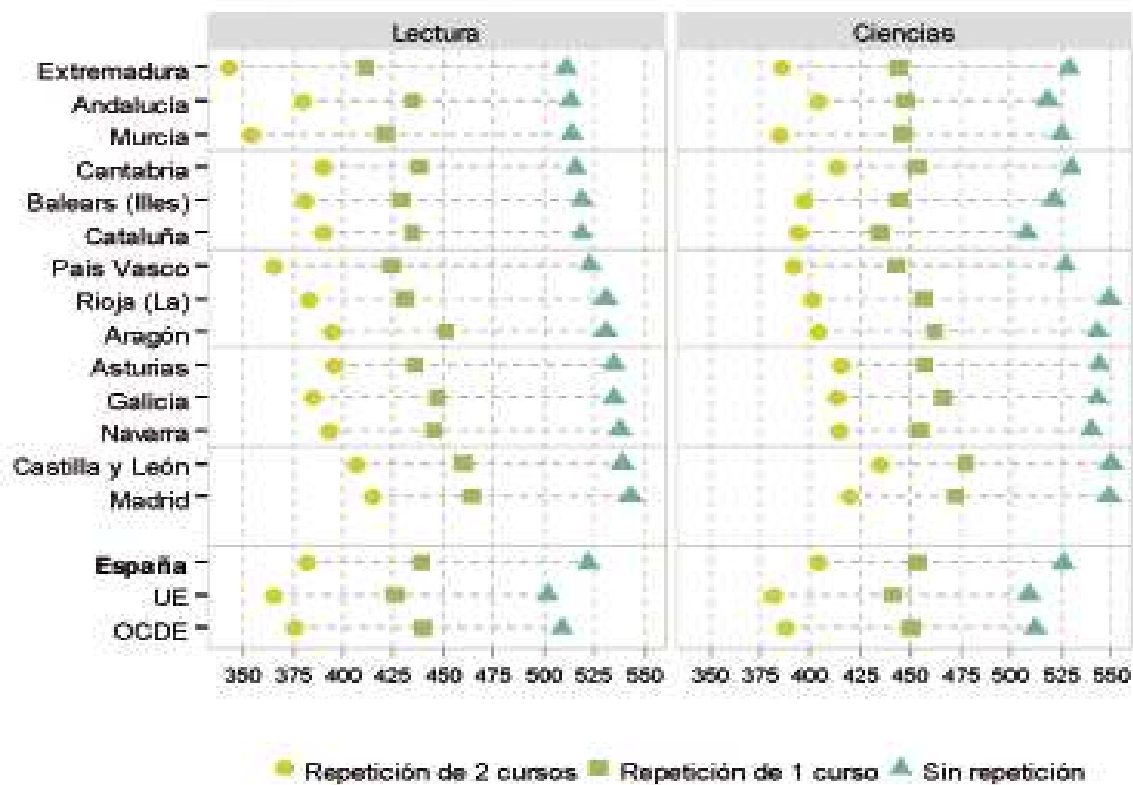 Lectura
Ciencias
Extremadura
Andalucía
Murcia
Cantabria
Balears (Illes)
Cataluña
País Vasco
Rioja (La)
Aragón
Asturias
Galicia
Navarra
Castilla y León
Madrid
España
UE
OCDE
350 375 400 425 450 475 500 525 550
350 375 400 425 450 475 500 525 550
Repetición de 2 cursos Repetición de 1 curso Sin repetición